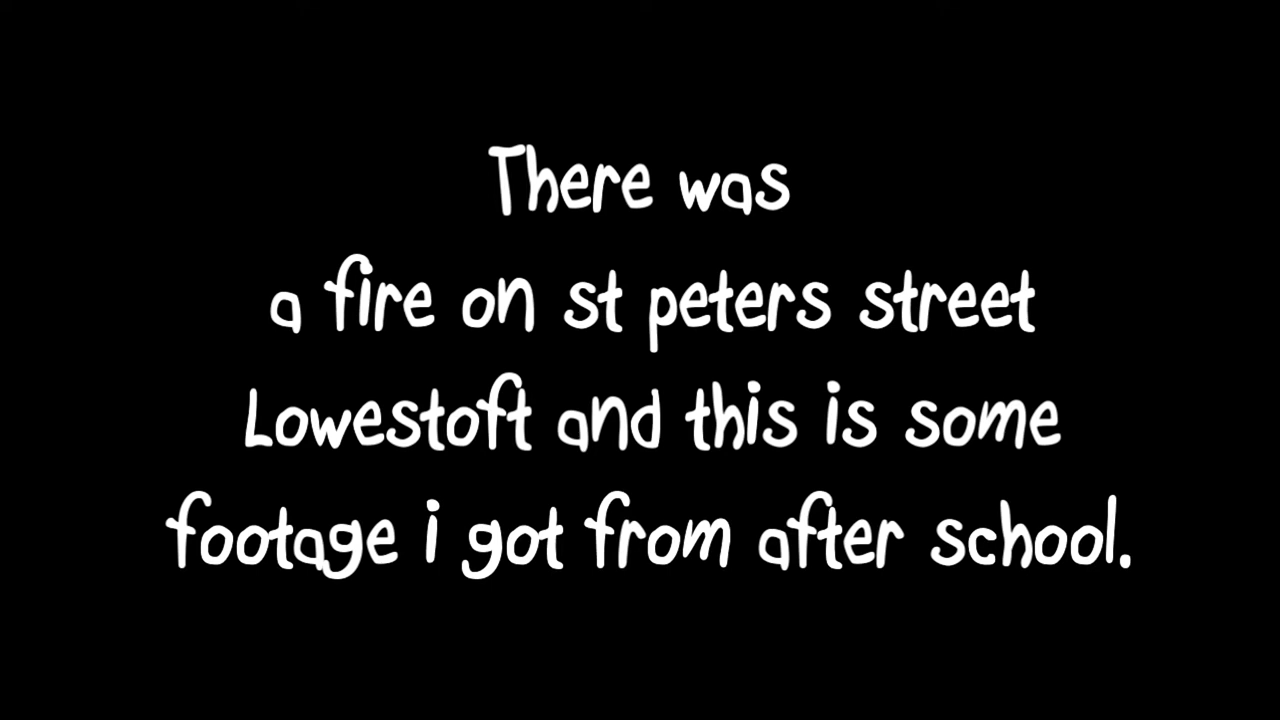 There was
a fire on st peters street
Lowestoft and this is some
footage i got from after school.